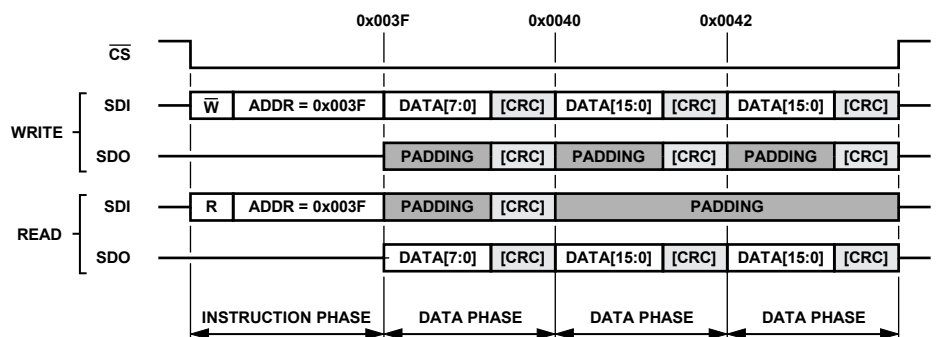 0x003F 0x0040 0x0042
CS
SDI W ADDR = 0x003F DATA[7:0] [CRC] DATA[15:0] [CRC] DATA[15:0] [CRC]
WRITE
SDO PADDING [CRC] PADDING [CRC] PADDING [CRC]
SDI R ADDR = 0x003F PADDING [CRC] PADDING
READ
SDO DATA[7:0] [CRC] DATA[15:0] [CRC] DATA[15:0] [CRC]
INSTRUCTION PHASE DATA PHASE DATA PHASE DATA PHASE